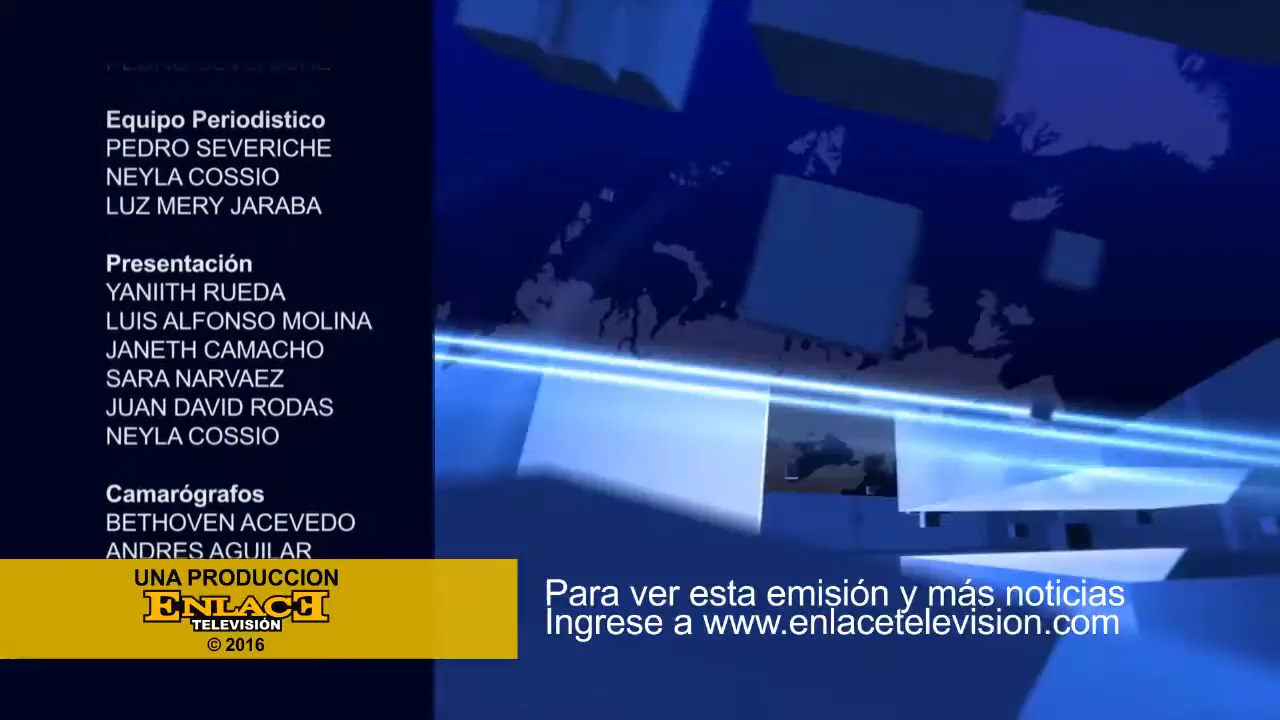 PEDRO SEVERICHE
Equipo Periodistico
PEDRO SEVERICHE
NEYLA COSSIO
LUZ MERY JARABA
Presentación
YANIITH RUEDA
LUIS ALFONSO MOLINA
JANETH CAMACHO
SARA NARVAEZ
JUAN DAVID RODAS
NEYLA COSSIO
Camarógrafos
BETHOVEN ACEVEDO
ANDRES AGUILAR
UNA PRODUCCION
ENLACE
TELEVISIÓN
© 2016
Para ver esta emisión y más noticias
Ingrese a www.enlacetelevision.com